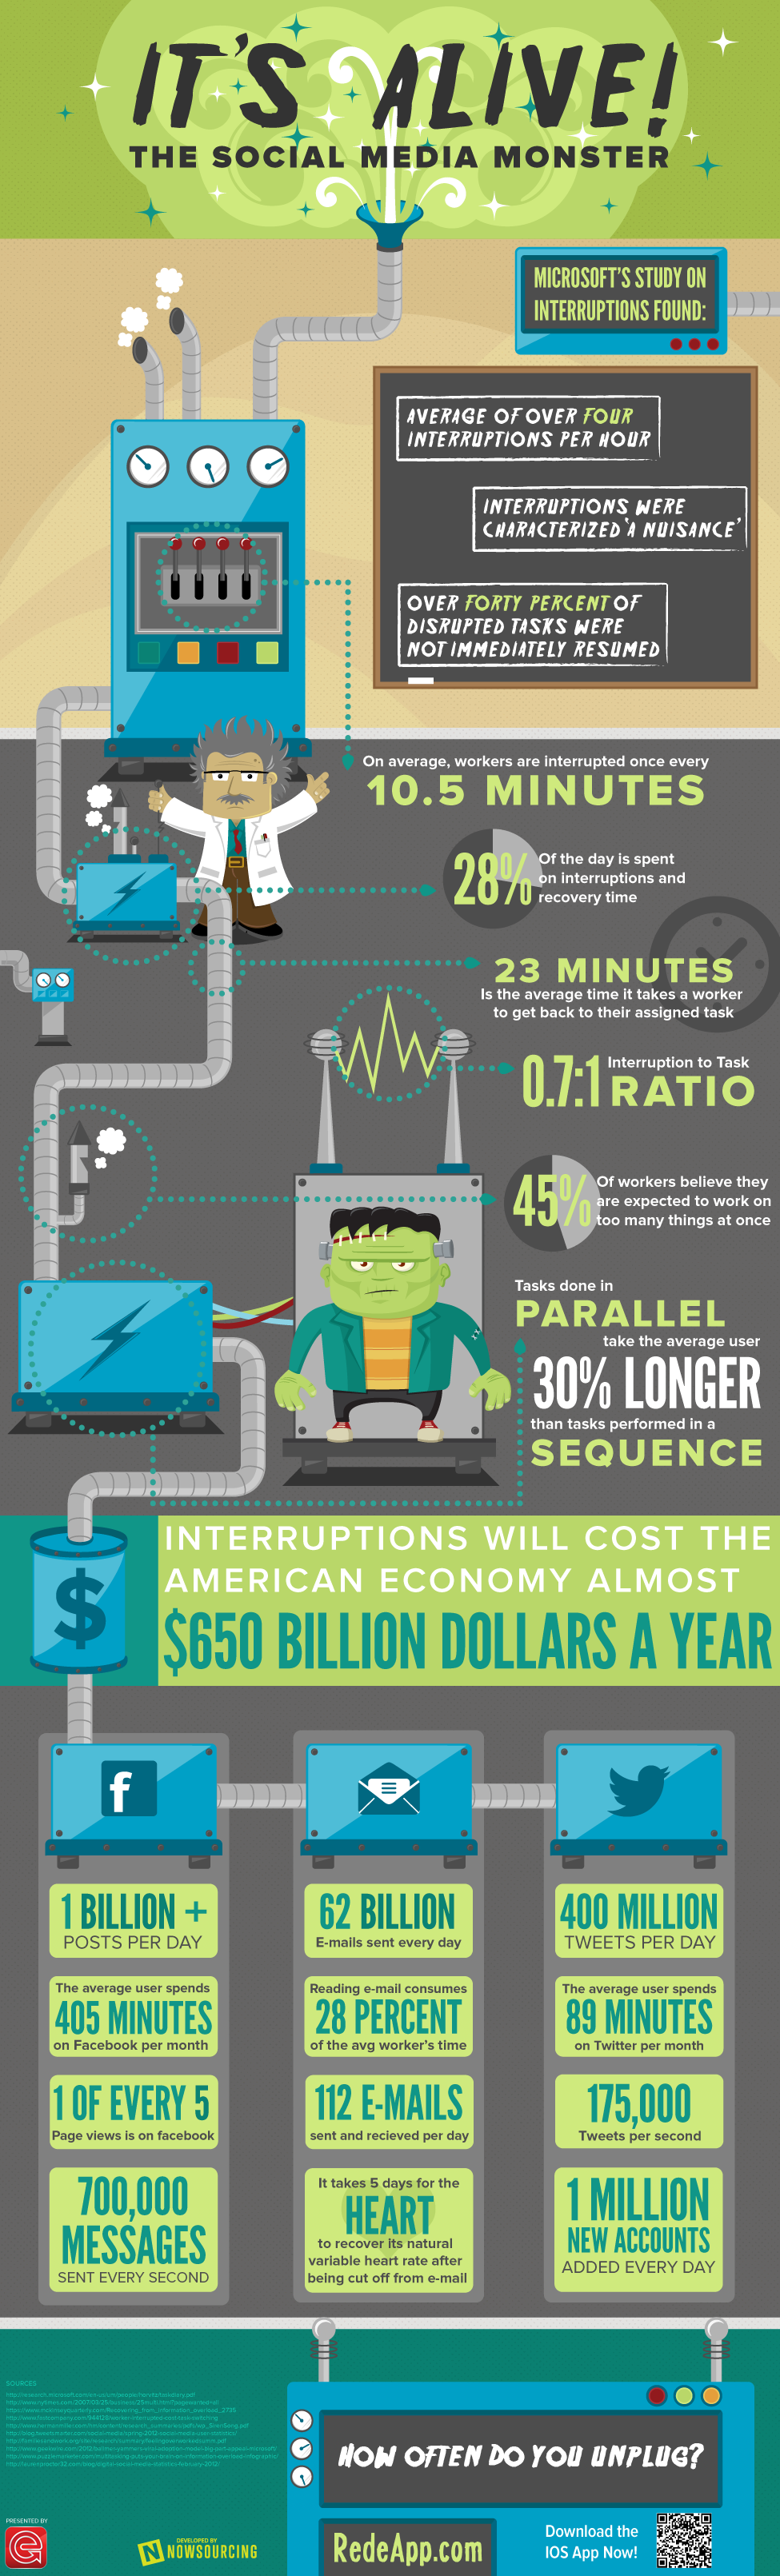 IT'S ALIVE!
THE SOCIAL MEDIA MONSTER
MICROSOFT'S STUDY ON
INTERRUPTIONS FOUND:
AVERAGE OF OVER FOUR
INTERRUPTIONS PER HOUR
INTERRUPTIONS WERE
CHARACTERIZED 'A NUISANCE'
OVER FORTY PERCENT OF
DISRUPTED TASKS WERE
NOT IMMEDIATELY RESUMED
On average, workers are interrupted once every
10.5 MINUTES
28%
Of the day is spent
on interruptions and
recovery time
23 MINUTES
Is the average time it takes a worker
to get back to their assigned task
0.7:1
Interruption to Task
RATIO
45%
Of workers believe they
are expected to work on
too many things at once
Tasks done in
PARALLEL
take the average user
30% LONGER
than tasks performed in a
SEQUENCE
$
INTERRUPTIONS WILL COST THE
AMERICAN ECONOMY ALMOST
$650 BILLION DOLLARS A YEAR
f
1 BILLION +
POSTS PER DAY
The average user spends
405 MINUTES
on Facebook per month
1 OF EVERY 5
Page views is on facebook
700,000
MESSAGES
SENT EVERY SECOND
62 BILLION
E-mails sent every day
Reading e-mail consumes
28 PERCENT
of the avg worker's time
112 E-MAILS
sent and recieved per day
It takes 5 days for the
HEART
to recover its natural
variable heart rate after
being cut off from e-mail
400 MILLION
TWEETS PER DAY
The average user spends
89 MINUTES
on Twitter per month
175,000
Tweets per second
1 MILLION
NEW ACCOUNTS
ADDED EVERY DAY
SOURCES
HOW OFTEN DO YOU UNPLUG?
PRESENTED BY
DEVELOPED BY
NOWSOURCING
RedeApp.com
Download the
IOS App Now!